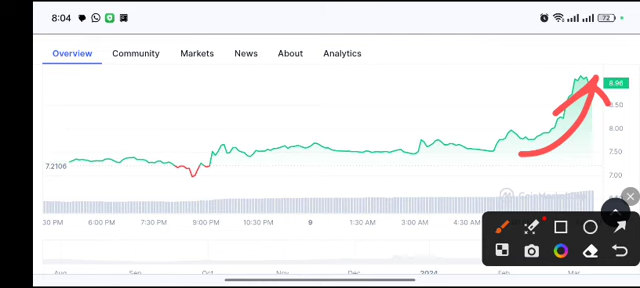 8:04 72
Overview Community Markets News About Analytics
8.96
8.50
8.00
7.50
7.2106
7.00
CoinMarketCap
30 PM 6:00 PM 7:30 PM 9:00 PM 10:30 PM 9 1:30 AM 3:00 AM 4:30 AM
Aug Sep Oct Nov Dec 2024 Feb Mar